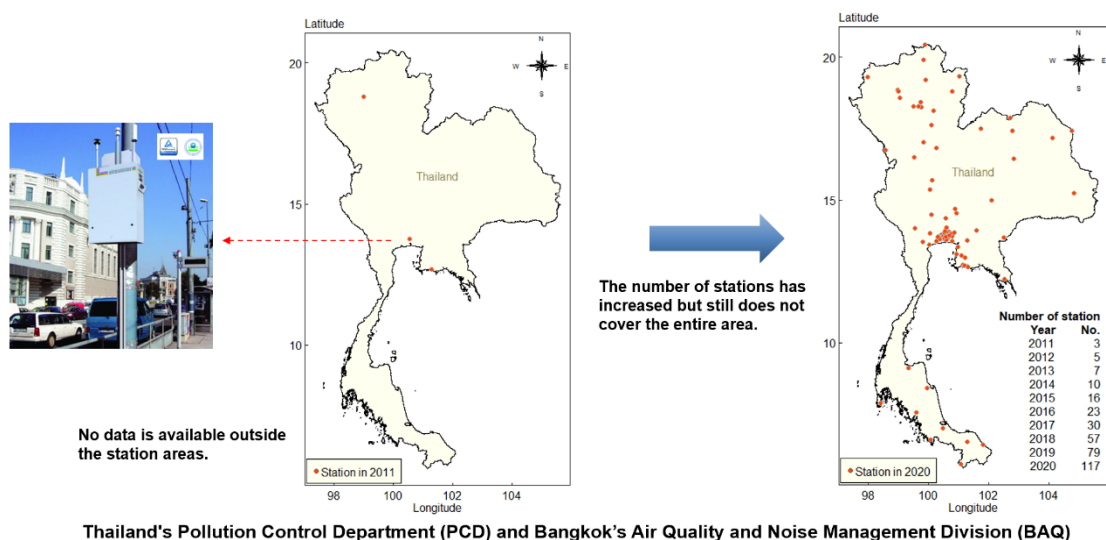 Latitude
20
15
10
N
W E
S
Thailand
Station in 2011
98 100 102 104
Longitude
No data is available outside
the station areas.
The number of stations has
increased but still does not
cover the entire area.
Latitude
20
15
10
N
W E
S
Thailand
Number of station
Year No.
2011 3
2012 5
2013 7
2014 10
2015 16
2016 23
2017 30
2018 57
2019 79
2020 117
Station in 2020
98 100 102 104
Longitude
Thailand's Pollution Control Department (PCD) and Bangkok's Air Quality and Noise Management Division (BAQ)